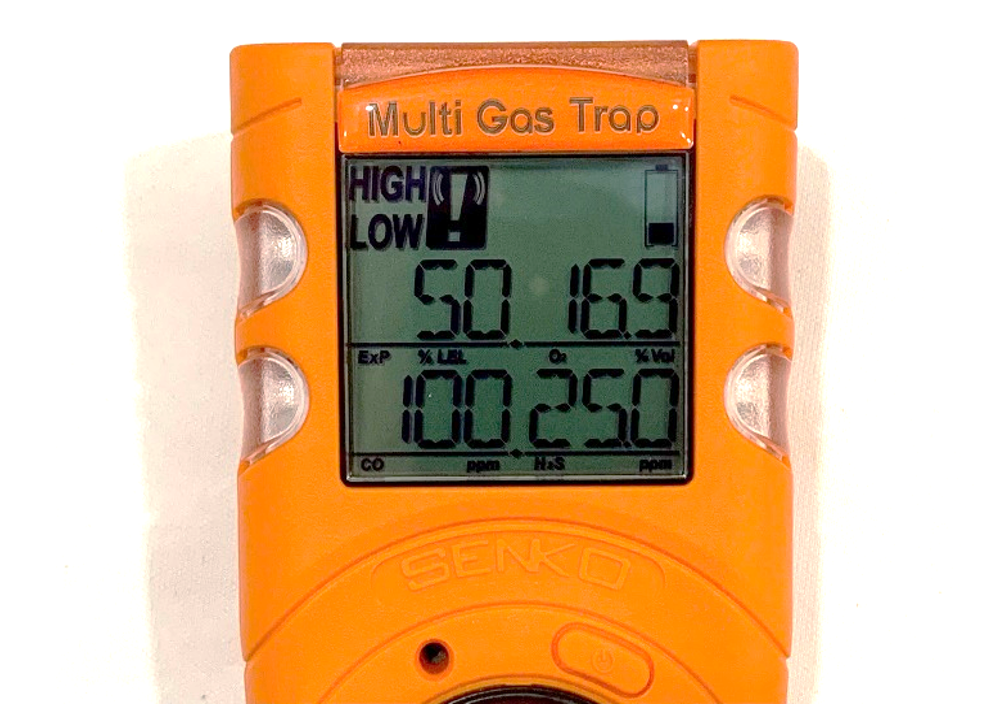 Multi Gas Trap
HIGH
LOW
50 16.9
ExP % LEL O₂ % Vol
100 25.0
CO ppm H₂S ppm
SENKO